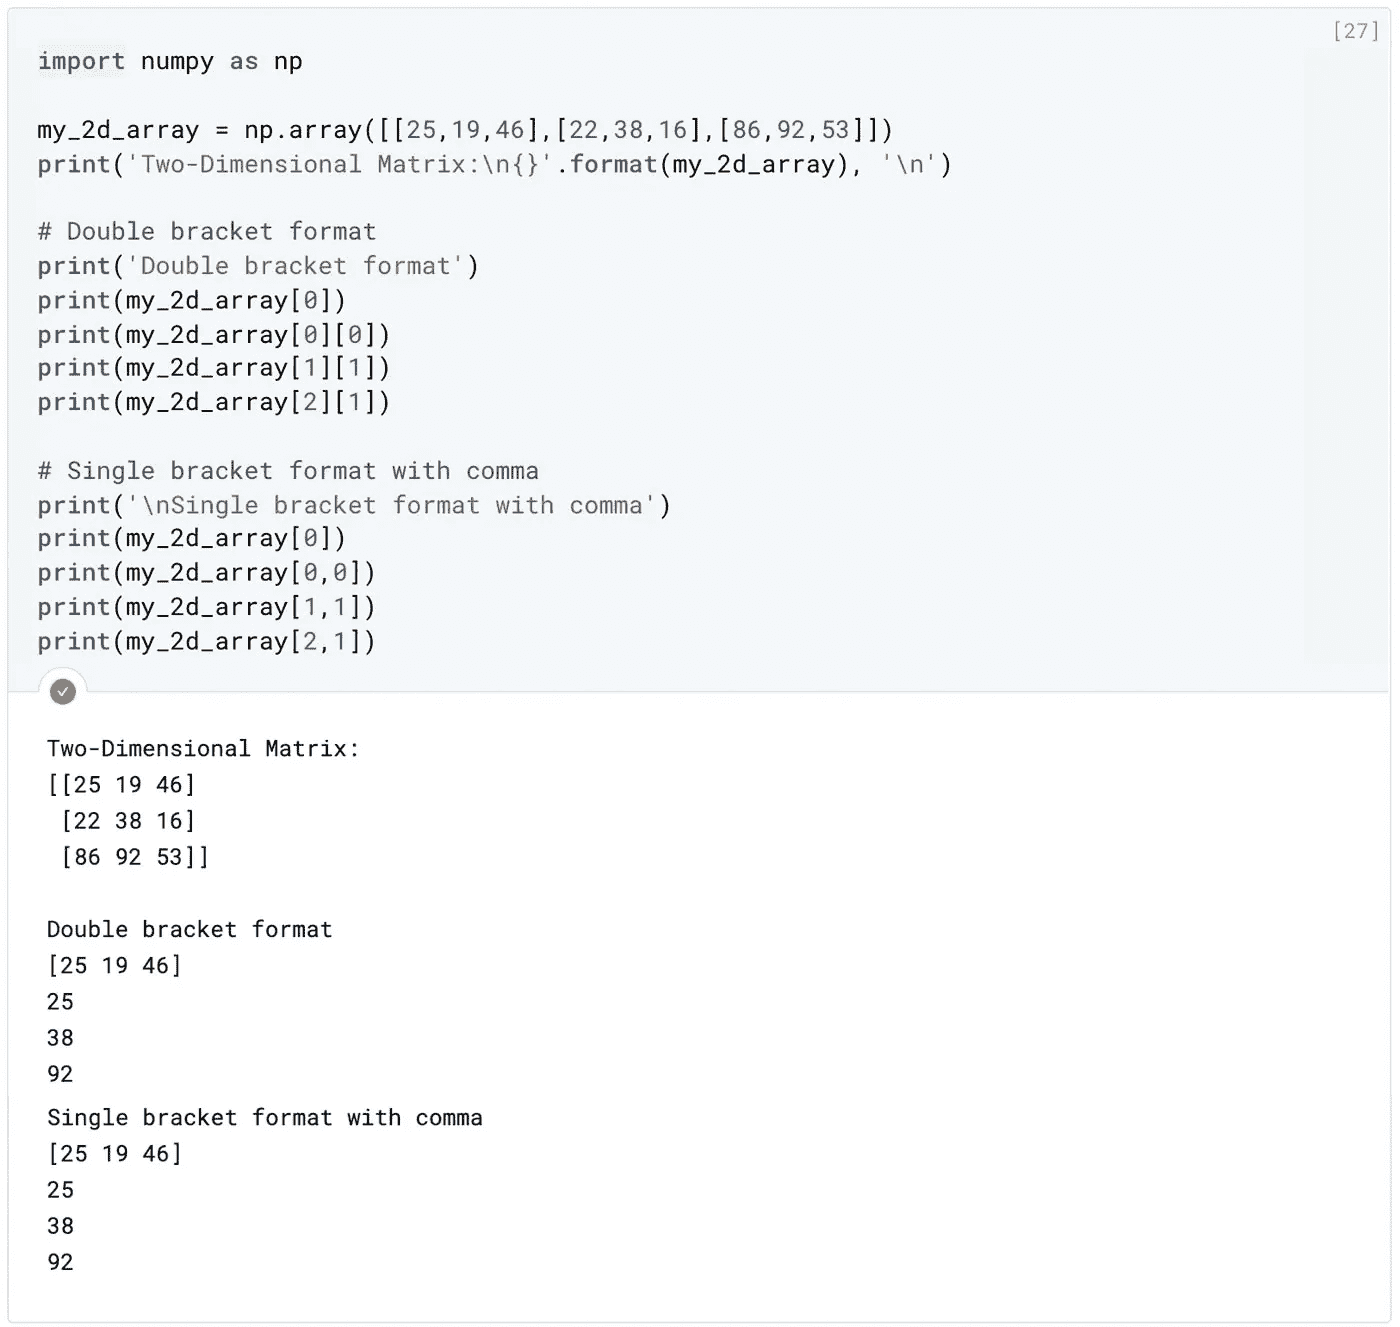 [27]
import numpy as np
my_2d_array = np.array([[25,19,46],[22,38,16],[86,92,53]])
print('Two-Dimensional Matrix:\n{}'.format(my_2d_array), '\n')
# Double bracket format
print('Double bracket format')
print(my_2d_array[0])
print(my_2d_array[0][0])
print(my_2d_array[1][1])
print(my_2d_array[2][1])
# Single bracket format with comma
print('\nSingle bracket format with comma')
print(my_2d_array[0])
print(my_2d_array[0,0])
print(my_2d_array[1,1])
print(my_2d_array[2,1])
Two-Dimensional Matrix:
[[25 19 46]
 [22 38 16]
 [86 92 53]]
Double bracket format
[25 19 46]
25
38
92
Single bracket format with comma
[25 19 46]
25
38
92